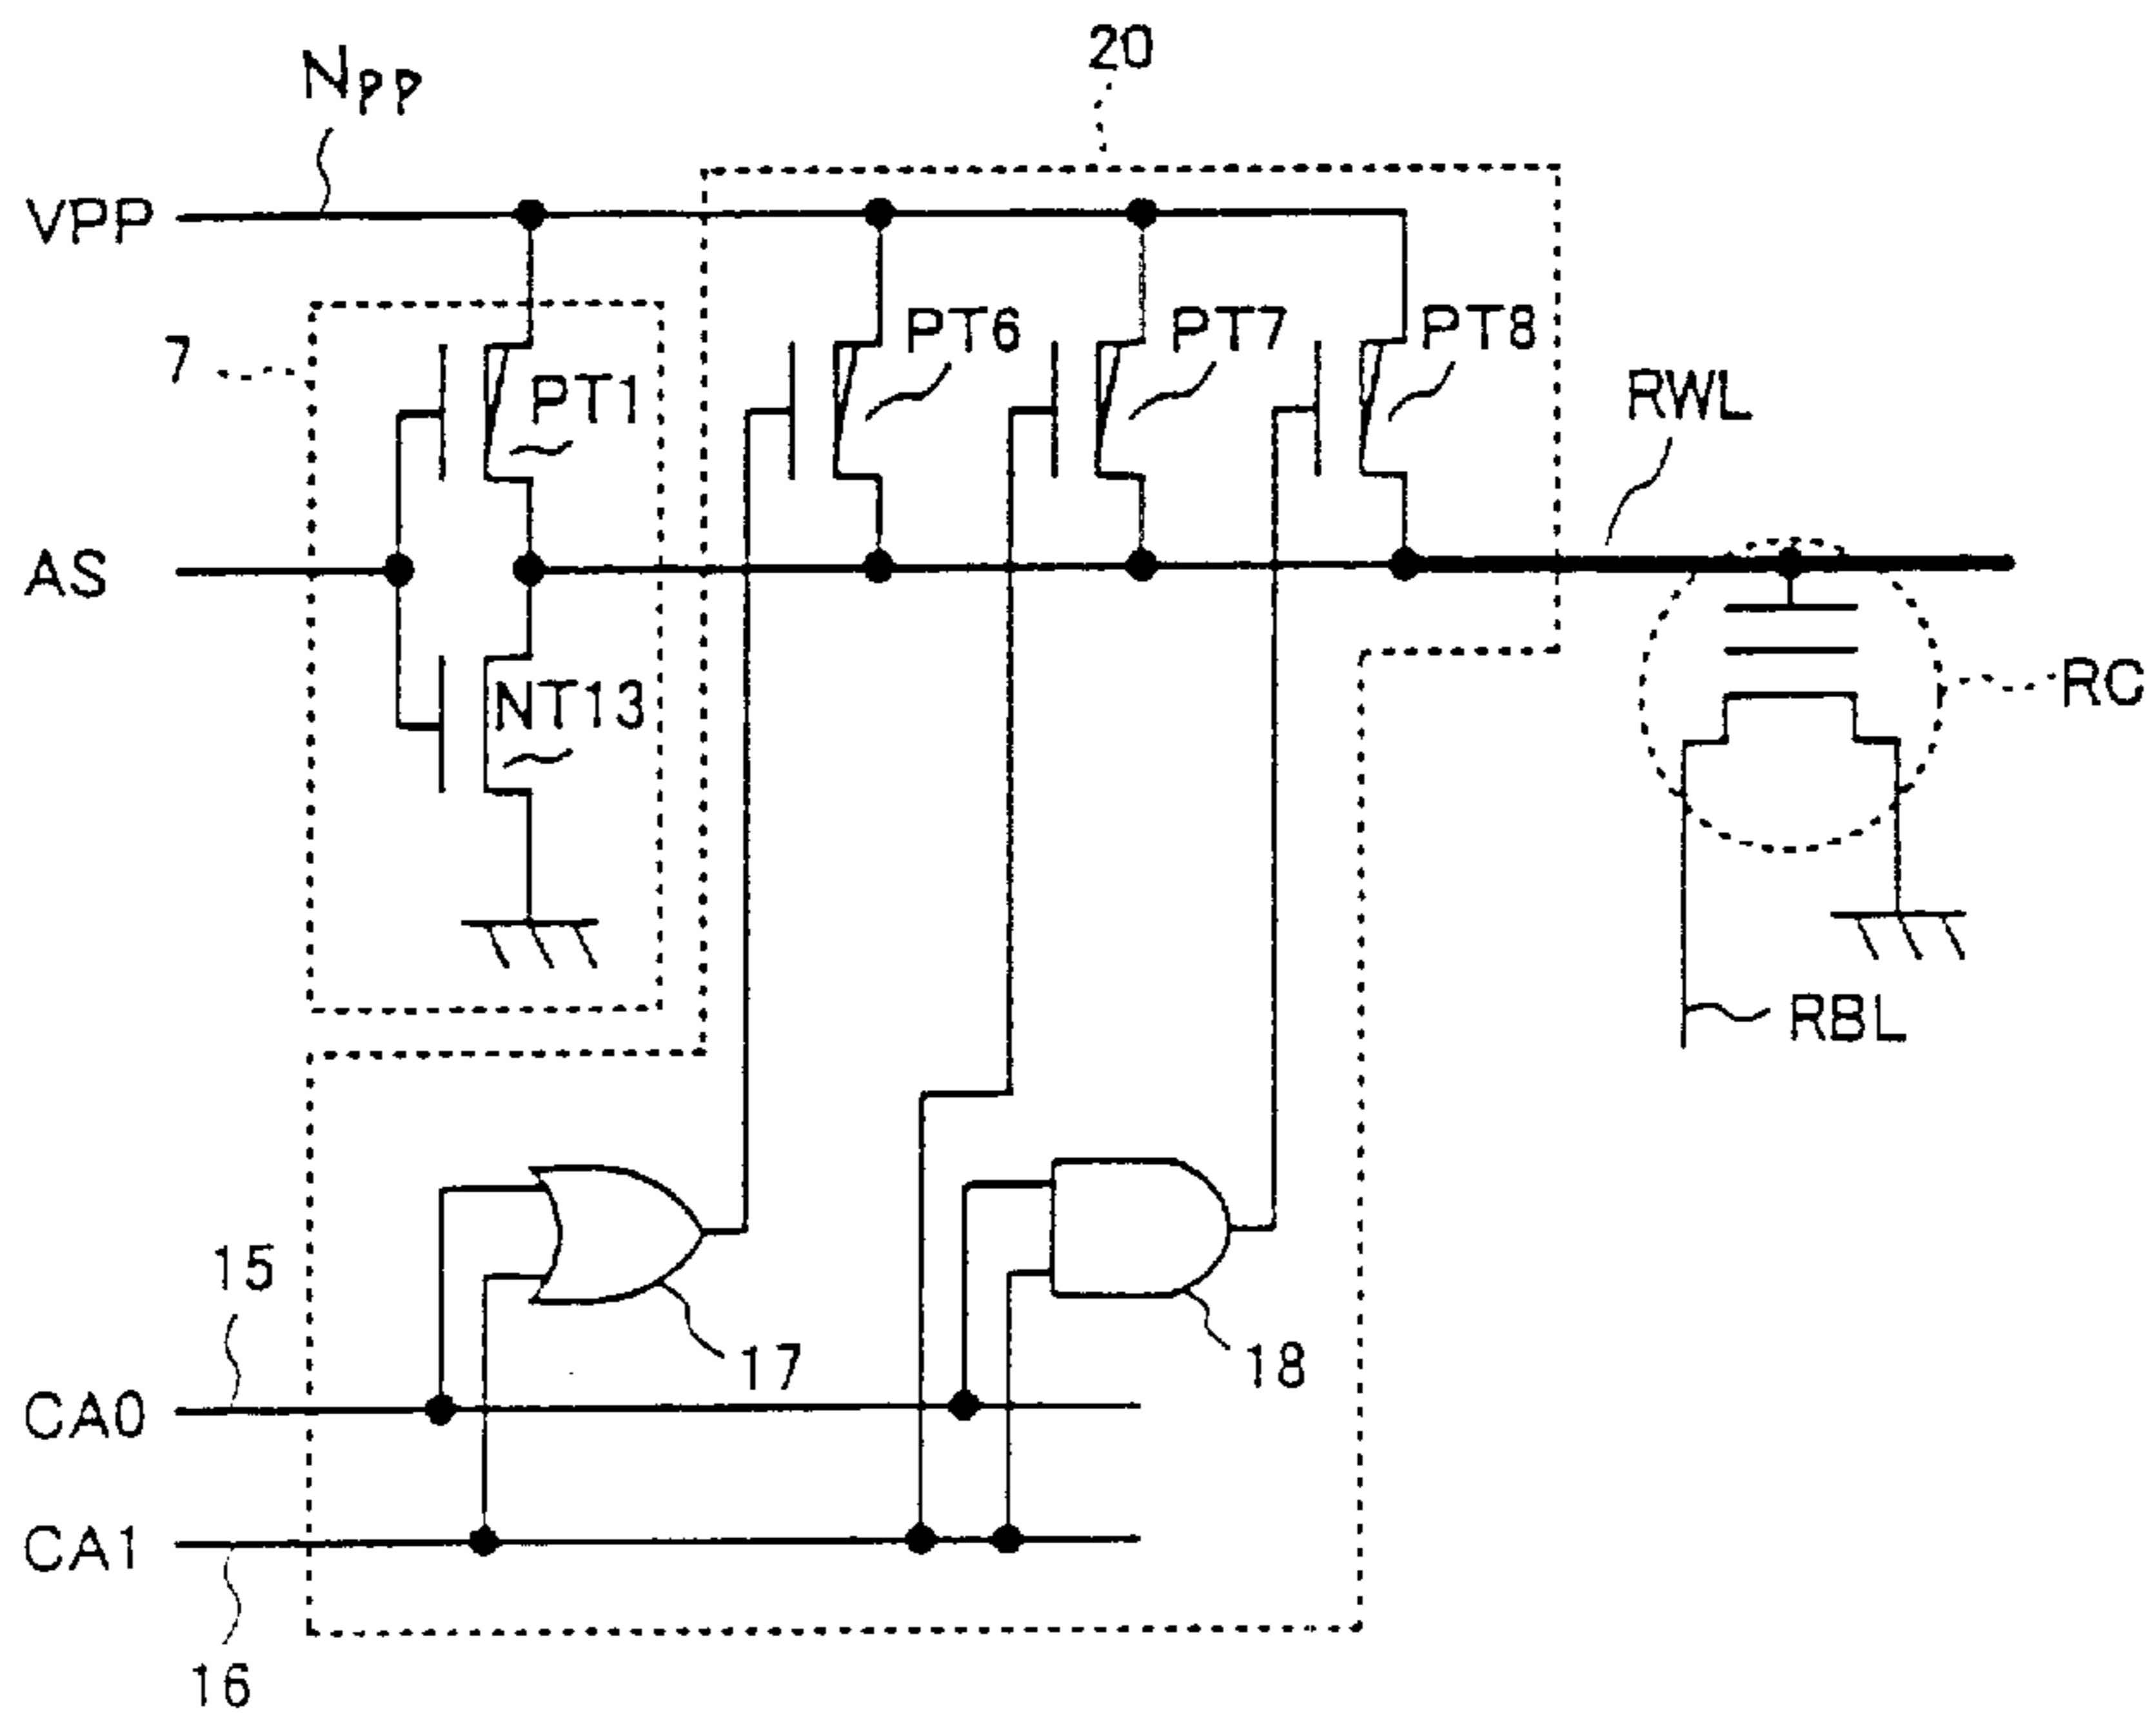 20
NPP
VPP
PT6
PT7
PT8
7
PT1
RWL
AS
NT13
RC
RBL
15
17
18
CA0
CA1
16